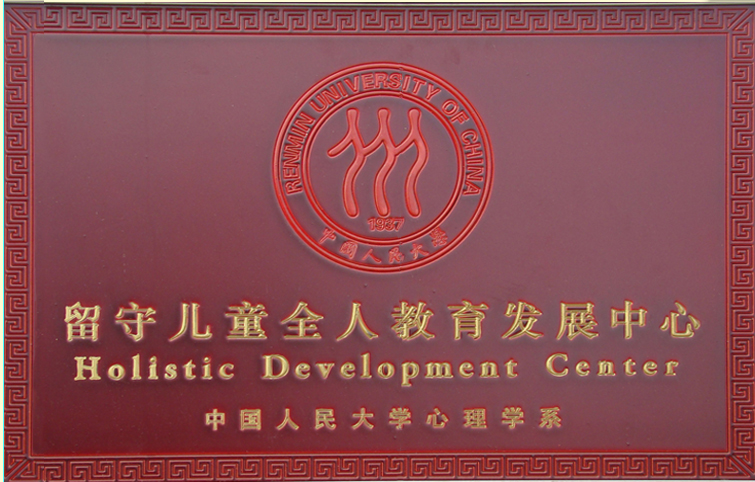 RENMIN UNIVERSITY OF CHINA
1937
中国人民大学
留守儿童全人教育发展中心
Holistic Development Center
中国人民大学心理学系